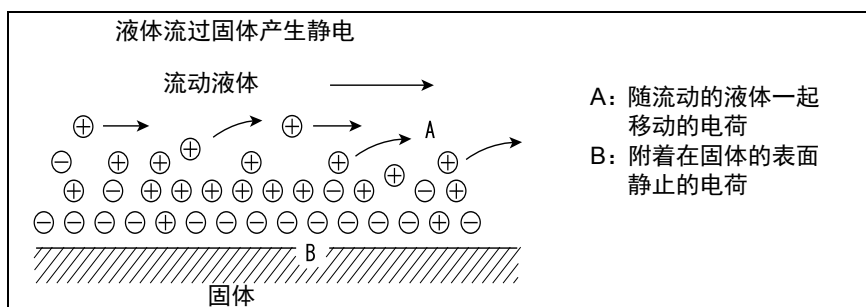 液体流过固体产生静电
流动液体
A
B
固体
A：随流动的液体一起
移动的电荷
B：附着在固体的表面
静止的电荷